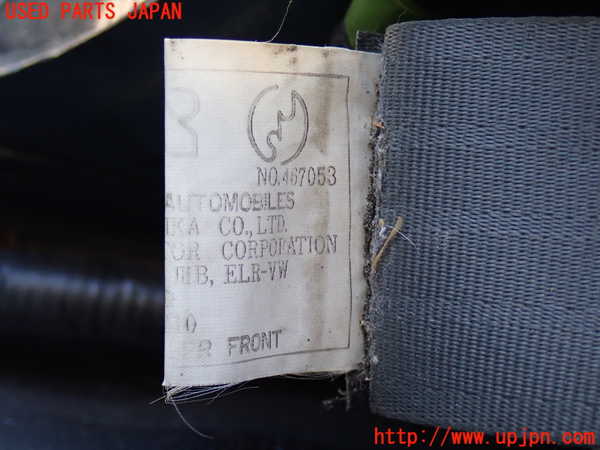 USED PARTS JAPAN
NO.467053
AUTOMOBILES
CO.,LTD.
CORPORATION
B, ELR-VW
FRONT
http://www.upjpn.com